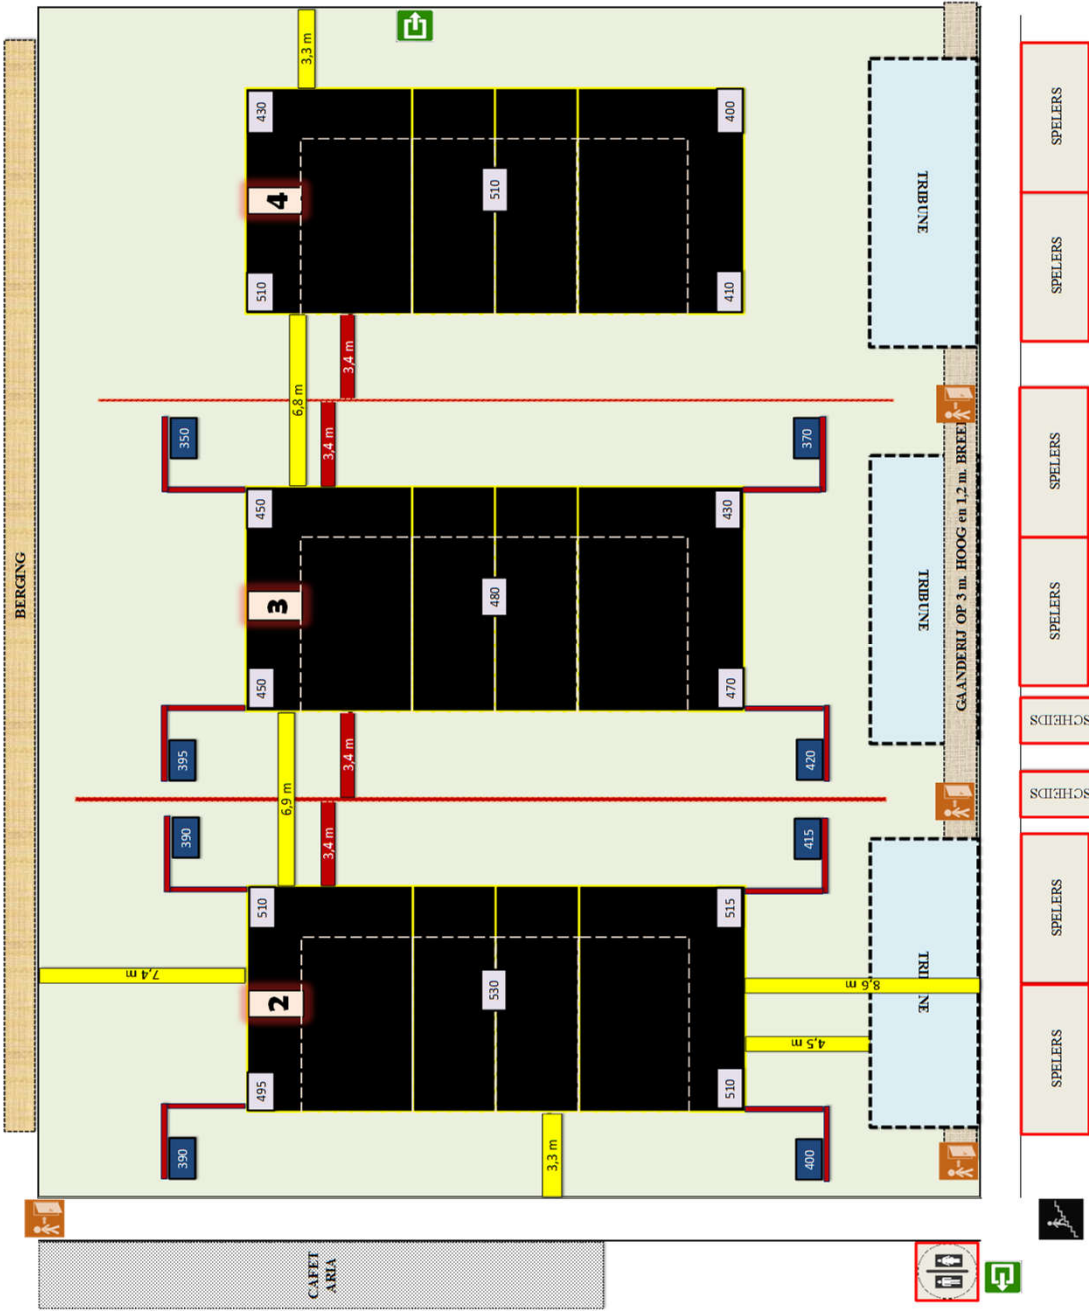 BERGING
3,3 m
430
400
4
510
510
410
TRIBUNE
SPELERS
SPELERS
6,8 m
3,4 m
3,4 m
350
370
450
430
3
480
450
470
TRIBUNE
GAANDERIJ OP 3 m. HOOG en 1,2 m. BREED
SPELERS
SPELERS
SCHEIDS
SCHEIDS
395
420
6,9 m
3,4 m
3,4 m
390
415
510
515
7,4 m
2
530
8,6 m
4,5 m
495
510
390
3,3 m
400
SPELERS
SPELERS
CAFET
ARIA